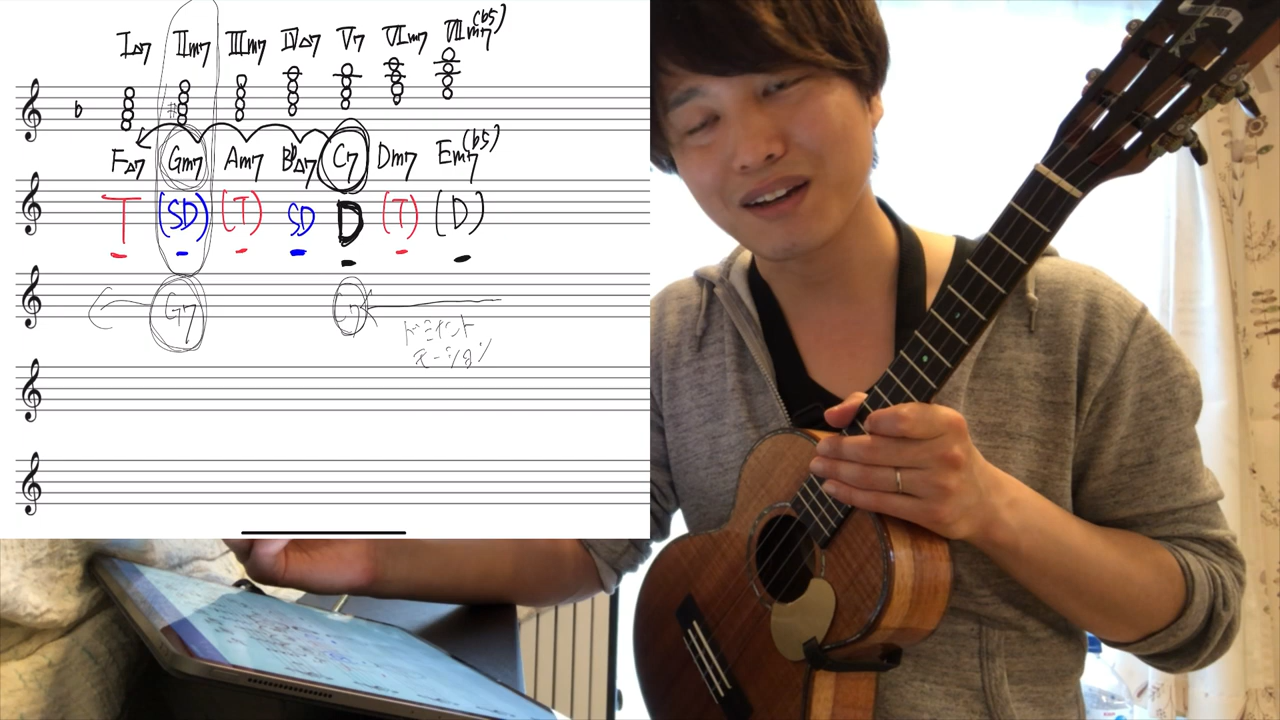 IΔ7 IIm7 IIIm7 IVΔ7 V7 VIm7 VIIm7(b5)
FΔ7 Gm7 Am7 B♭Δ7 C7 Dm7 Em7(b5)
T (SD) (T) SD D (T) (D)
G7 C7
ドミナント
モーション